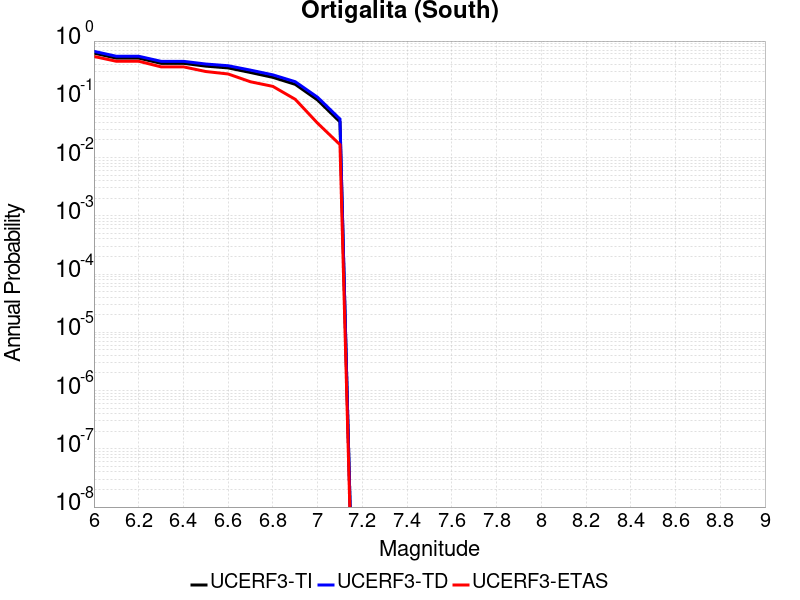 Ortigalita (South)
10^0
10^-1
10^-2
10^-3
10^-4
10^-5
10^-6
10^-7
10^-8
Annual Probability
6 6.2 6.4 6.6 6.8 7 7.2 7.4 7.6 7.8 8 8.2 8.4 8.6 8.8 9
Magnitude
UCERF3-TI UCERF3-TD UCERF3-ETAS